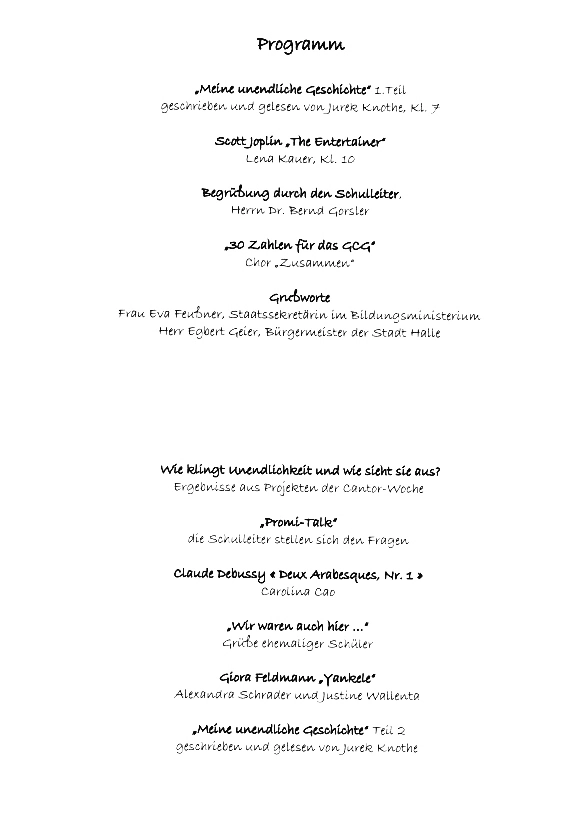 Programm
„Meine unendliche Geschichte“ 1.Teil
geschrieben und gelesen von Jurek Knothe, Kl. 7
Scott Joplin „The Entertainer“
Lena Kauer, Kl. 10
Begrüßung durch den Schulleiter,
Herrn Dr. Bernd Gorsler
„30 Zahlen für das GCG“
Chor „Zusammen“
Grußworte
Frau Eva Feußner, Staatssekretärin im Bildungsministerium
Herr Egbert Geier, Bürgermeister der Stadt Halle
Wie klingt Unendlichkeit und wie sieht sie aus?
Ergebnisse aus Projekten der Cantor-Woche
„Promi-Talk“
die Schulleiter stellen sich den Fragen
Claude Debussy « Deux Arabesques, Nr. 1 »
Carolina Cao
„Wir waren auch hier ...“
Grüße ehemaliger Schüler
Giora Feldmann „Yankele“
Alexandra Schrader und Justine Wallenta
„Meine unendliche Geschichte“ Teil 2
geschrieben und gelesen von Jurek Knothe